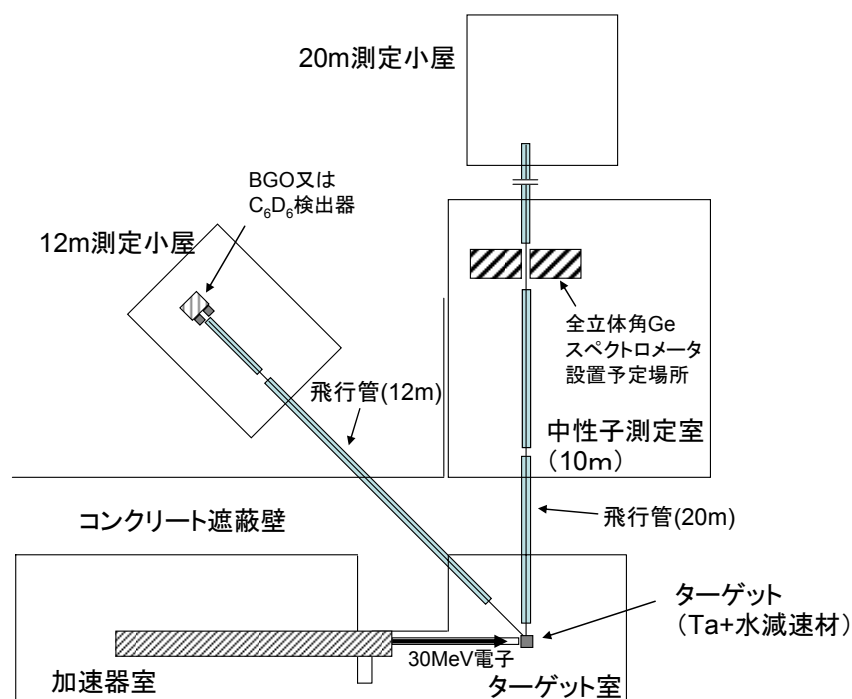 20m測定小屋
BGO又は
C₆D₆検出器
12m測定小屋
全立体角Ge
スペクトロメータ
設置予定場所
飛行管(12m)
中性子測定室
(10m)
コンクリート遮蔽壁
飛行管(20m)
ターゲット
(Ta+水減速材)
30MeV電子
加速器室
ターゲット室